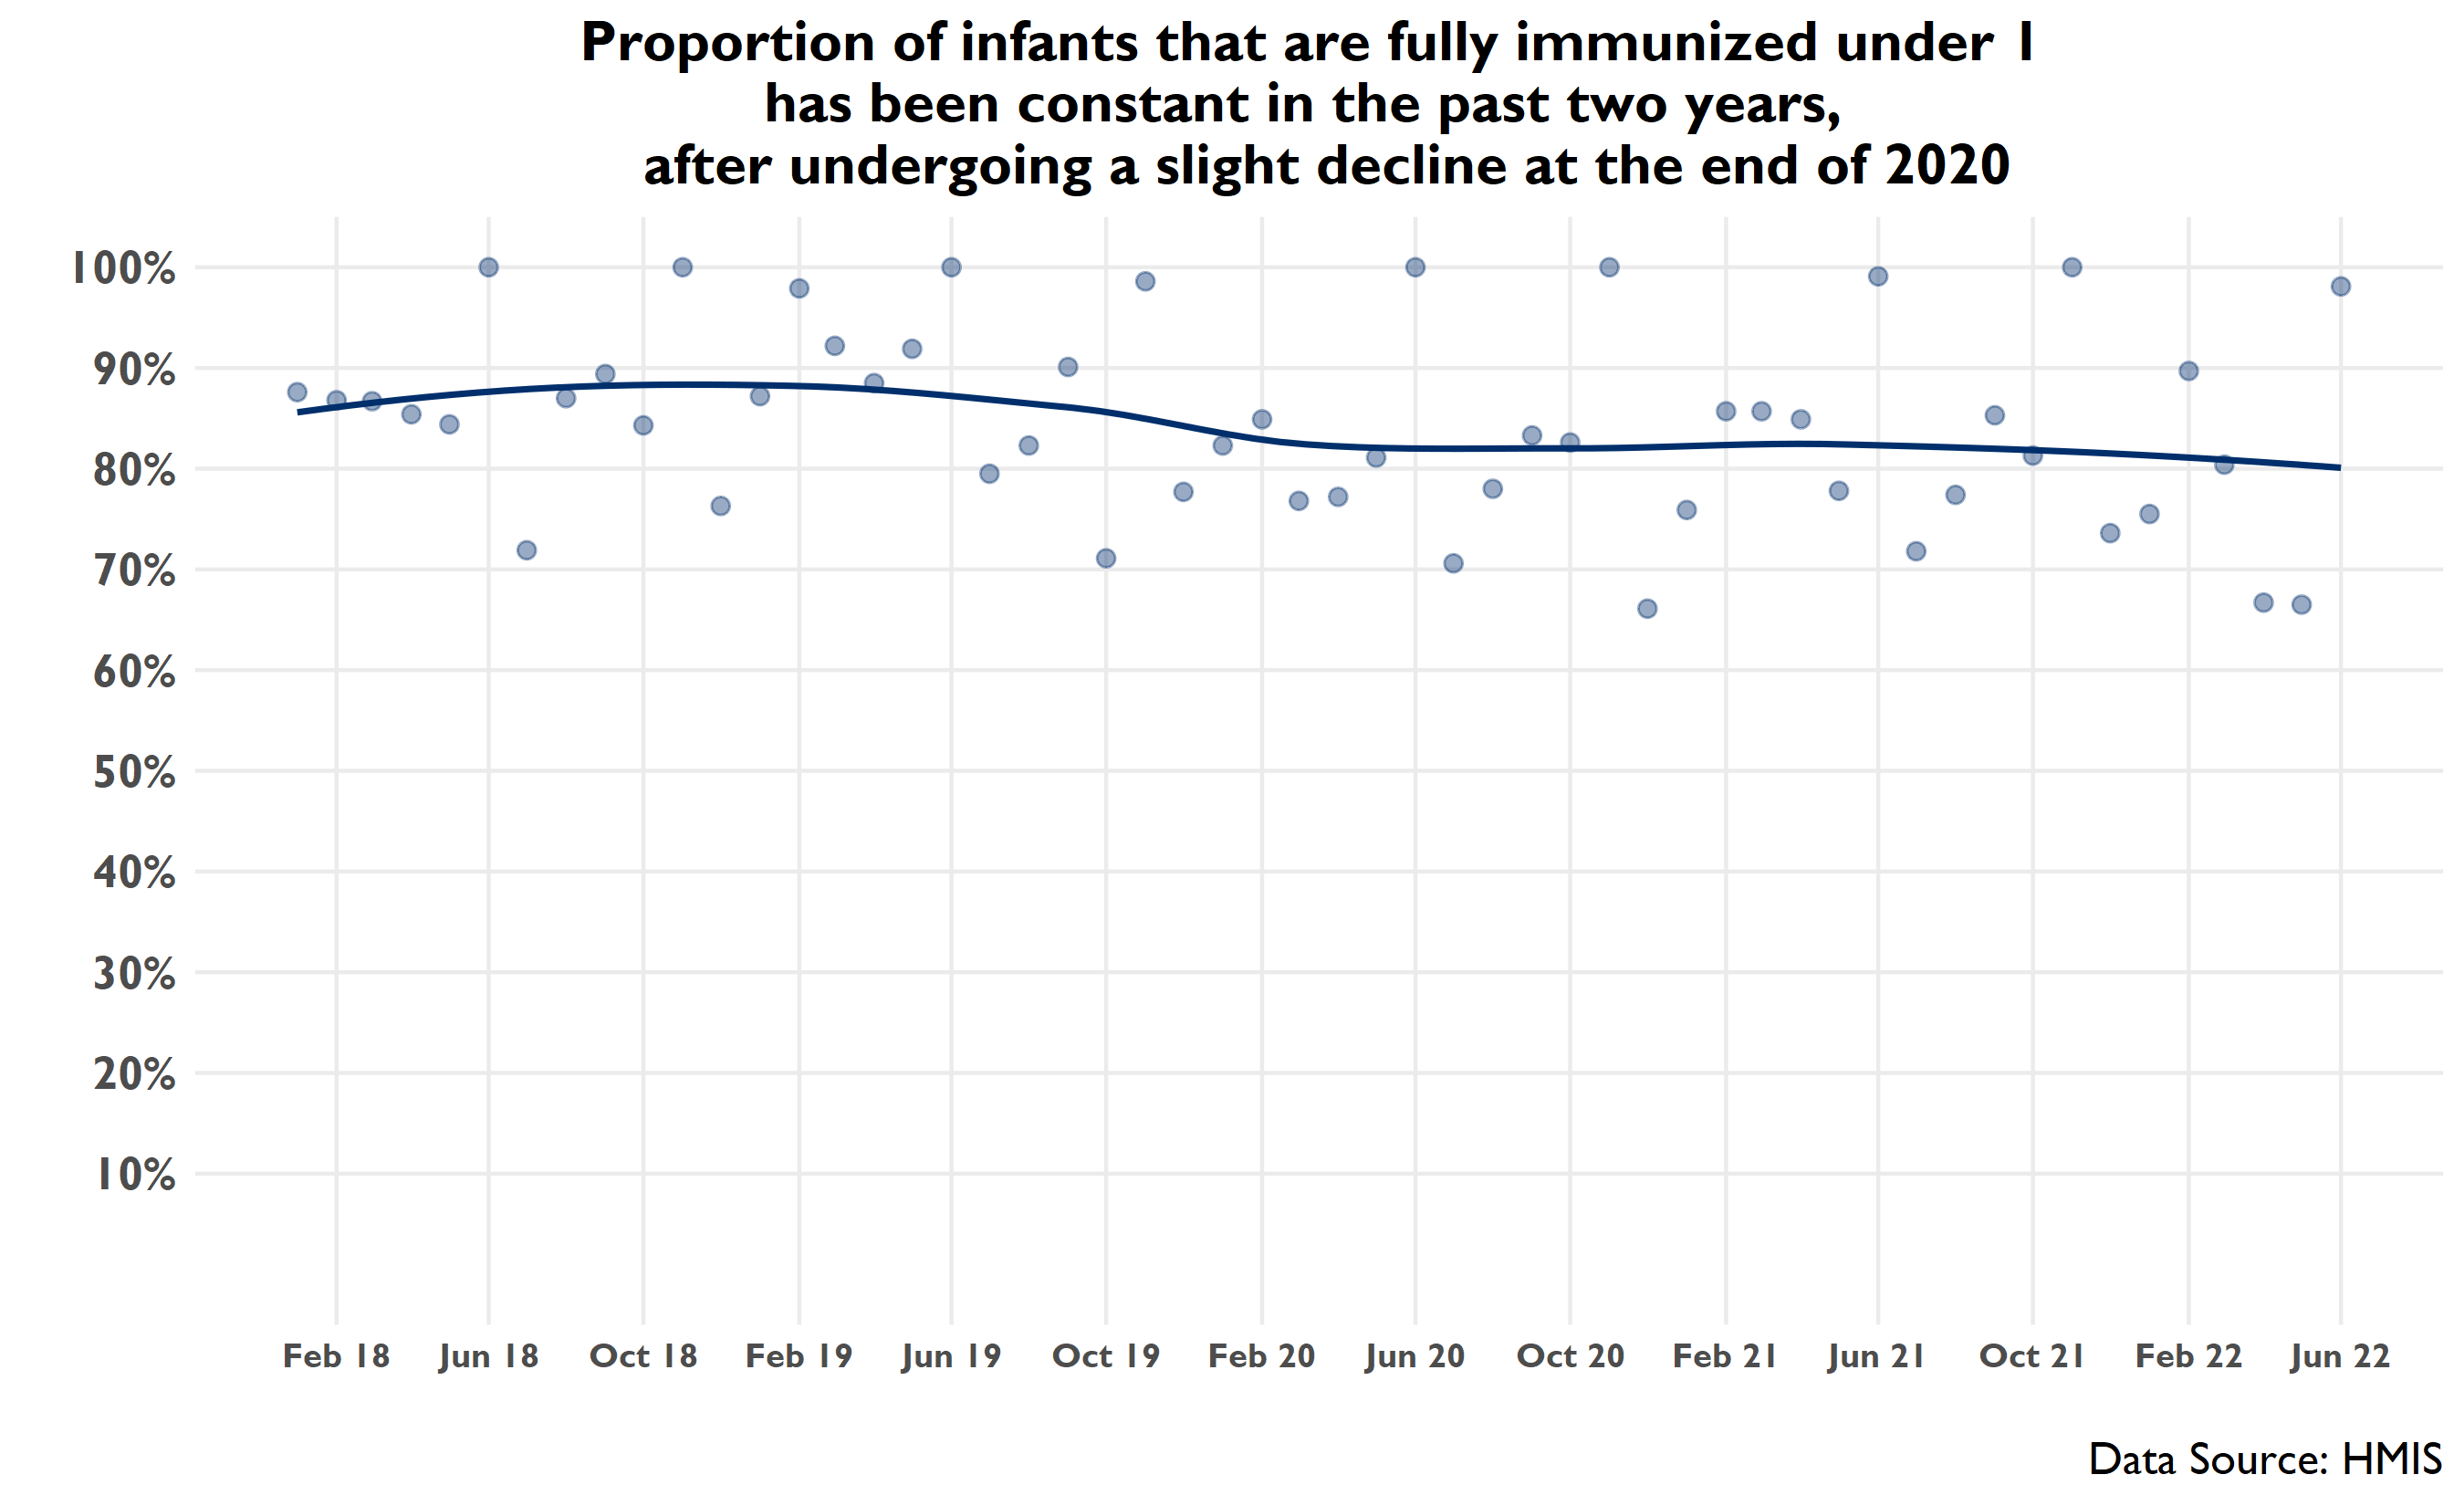 Proportion of infants that are fully immunized under 1
has been constant in the past two years,
after undergoing a slight decline at the end of 2020
100%
90%
80%
70%
60%
50%
40%
30%
20%
10%
Feb 18 Jun 18 Oct 18 Feb 19 Jun 19 Oct 19 Feb 20 Jun 20 Oct 20 Feb 21 Jun 21 Oct 21 Feb 22 Jun 22
Data Source: HMIS